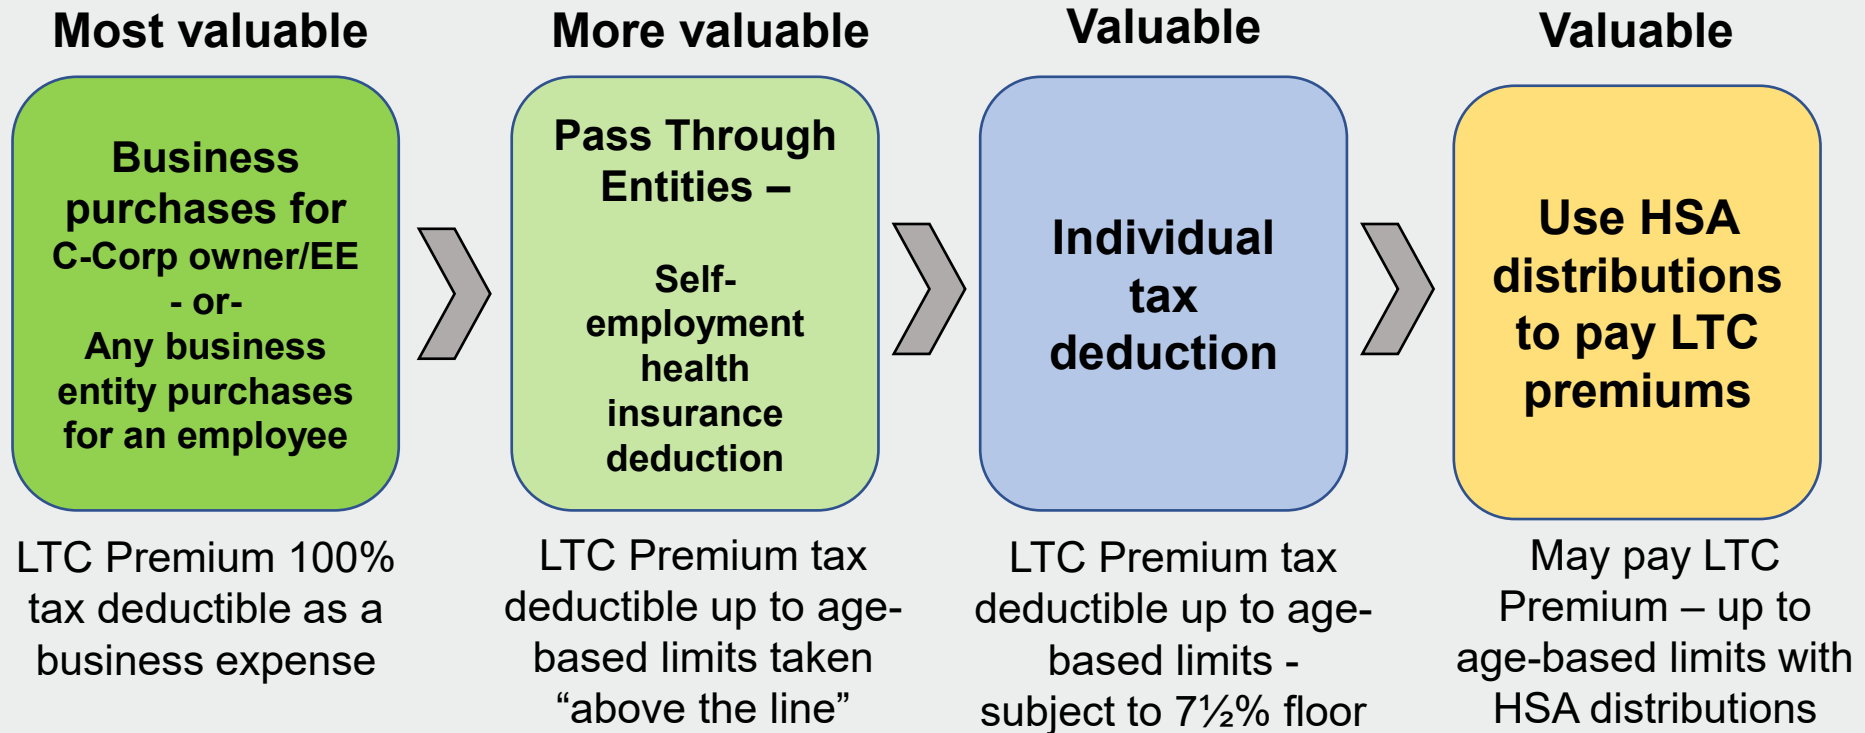 Most valuable
Business
purchases for
C-Corp owner/EE
- or-
Any business
entity purchases
for an employee
LTC Premium 100%
tax deductible as a
business expense
More valuable
Pass Through
Entities –
Self-
employment
health
insurance
deduction
LTC Premium tax
deductible up to age-
based limits taken
“above the line”
Valuable
Individual
tax
deduction
LTC Premium tax
deductible up to age-
based limits -
subject to 7½% floor
Valuable
Use HSA
distributions
to pay LTC
premiums
May pay LTC
Premium – up to
age-based limits with
HSA distributions